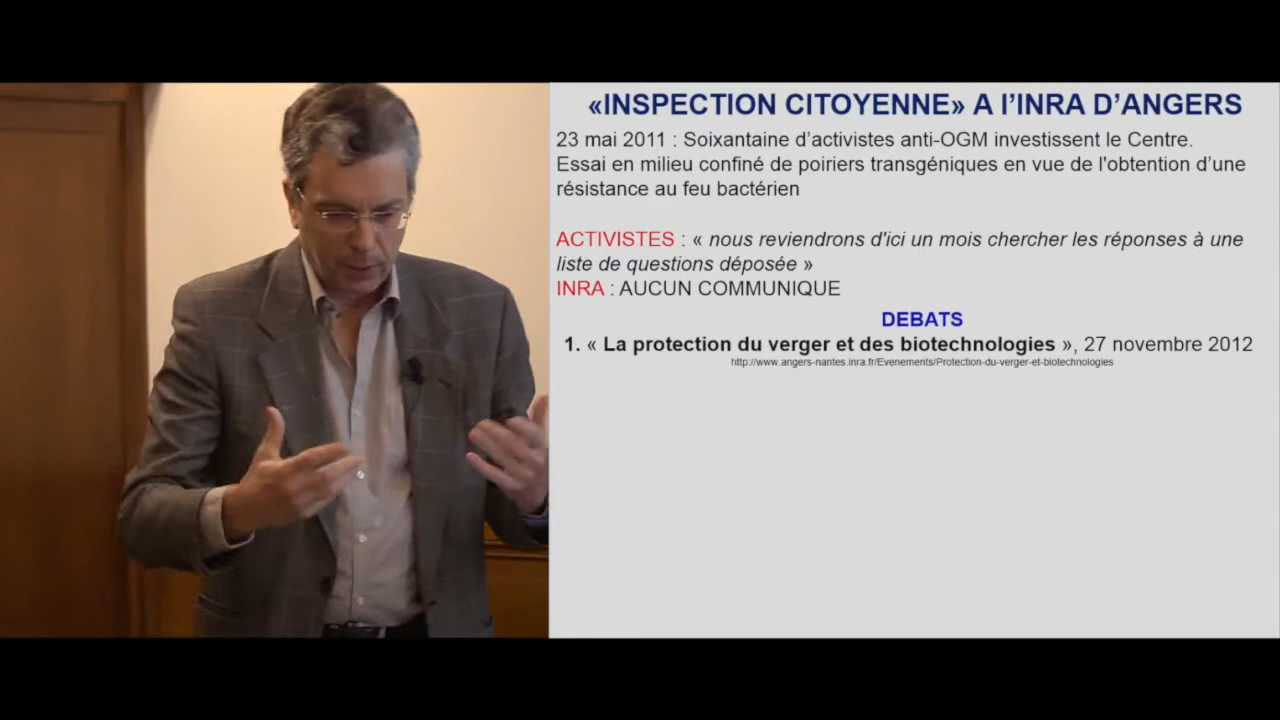 «INSPECTION CITOYENNE» A l’INRA D’ANGERS
23 mai 2011 : Soixantaine d’activistes anti-OGM investissent le Centre.
Essai en milieu confiné de poiriers transgéniques en vue de l'obtention d’une
résistance au feu bactérien
ACTIVISTES : « nous reviendrons d'ici un mois chercher les réponses à une
liste de questions déposée »
INRA : AUCUN COMMUNIQUE
DEBATS
1. « La protection du verger et des biotechnologies », 27 novembre 2012
http://www.angers-nantes.inra.fr/Evenements/Protection-du-verger-et-biotechnologies